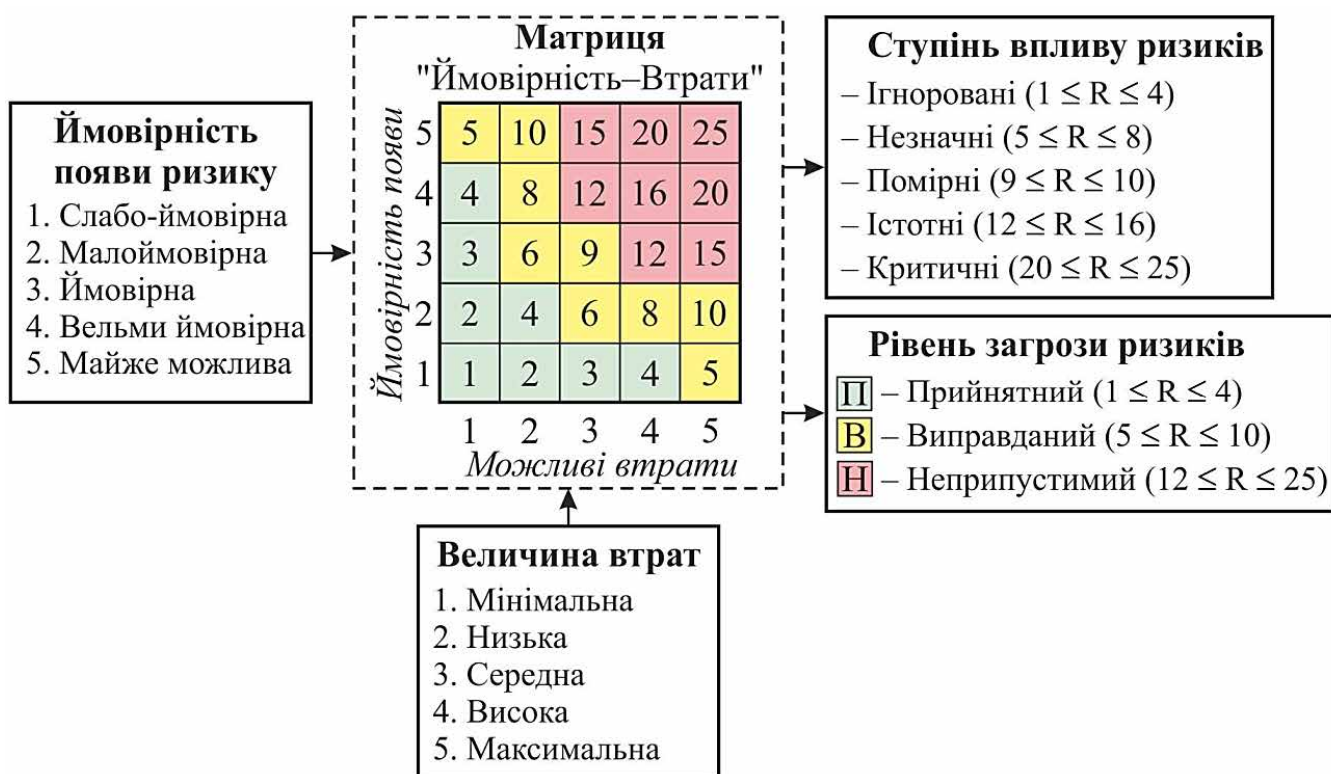 Ймовірність
появи ризику
1. Слабо-ймовірна
2. Малоймовірна
3. Ймовірна
4. Вельми ймовірна
5. Майже можлива
Матриця
"Ймовірність–Втрати"
Ймовірність появи
5 5 10 15 20 25
4 4 8 12 16 20
3 3 6 9 12 15
2 2 4 6 8 10
1 1 2 3 4 5
1 2 3 4 5
Можливі втрати
Величина втрат
1. Мінімальна
2. Низька
3. Середна
4. Висока
5. Максимальна
Ступінь впливу ризиків
– Ігноровані (1 ≤ R ≤ 4)
– Незначні (5 ≤ R ≤ 8)
– Помірні (9 ≤ R ≤ 10)
– Істотні (12 ≤ R ≤ 16)
– Критичні (20 ≤ R ≤ 25)
Рівень загрози ризиків
П – Прийнятний (1 ≤ R ≤ 4)
В – Виправданий (5 ≤ R ≤ 10)
Н – Неприпустимий (12 ≤ R ≤ 25)